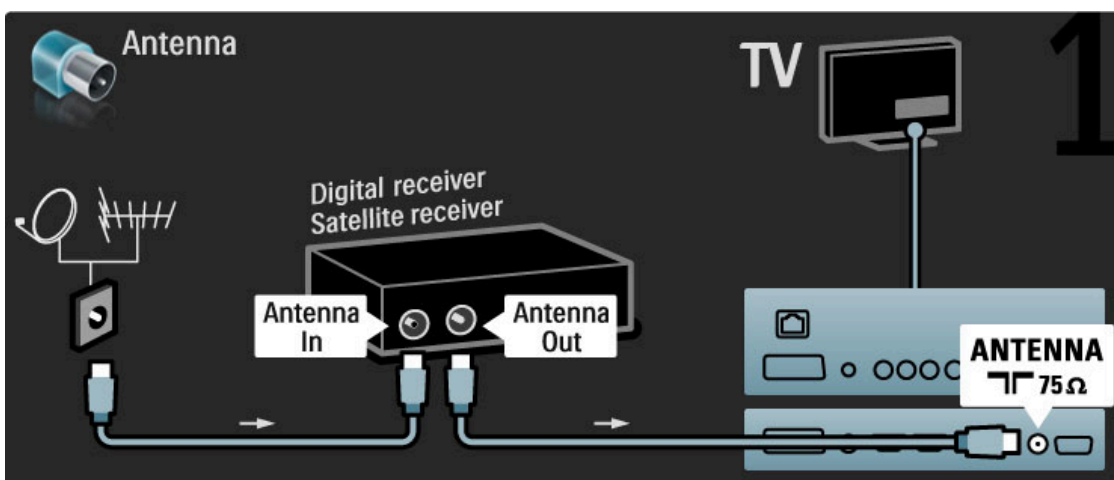 Antenna
TV
1
Digital receiver
Satellite receiver
Antenna
In
Antenna
Out
ANTENNA
75Ω